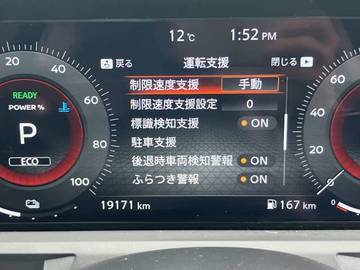 12℃ 1:52 PM
戻る 運転支援 閉じる
制限速度支援 手動
制限速度支援設定 0
標識検知支援 ON
駐車支援
後退時車両検知警報 ON
ふらつき警報 ON
20 40 60 80 100
READY
POWER %
P
ECO
100
0
0
19171 km 167 km